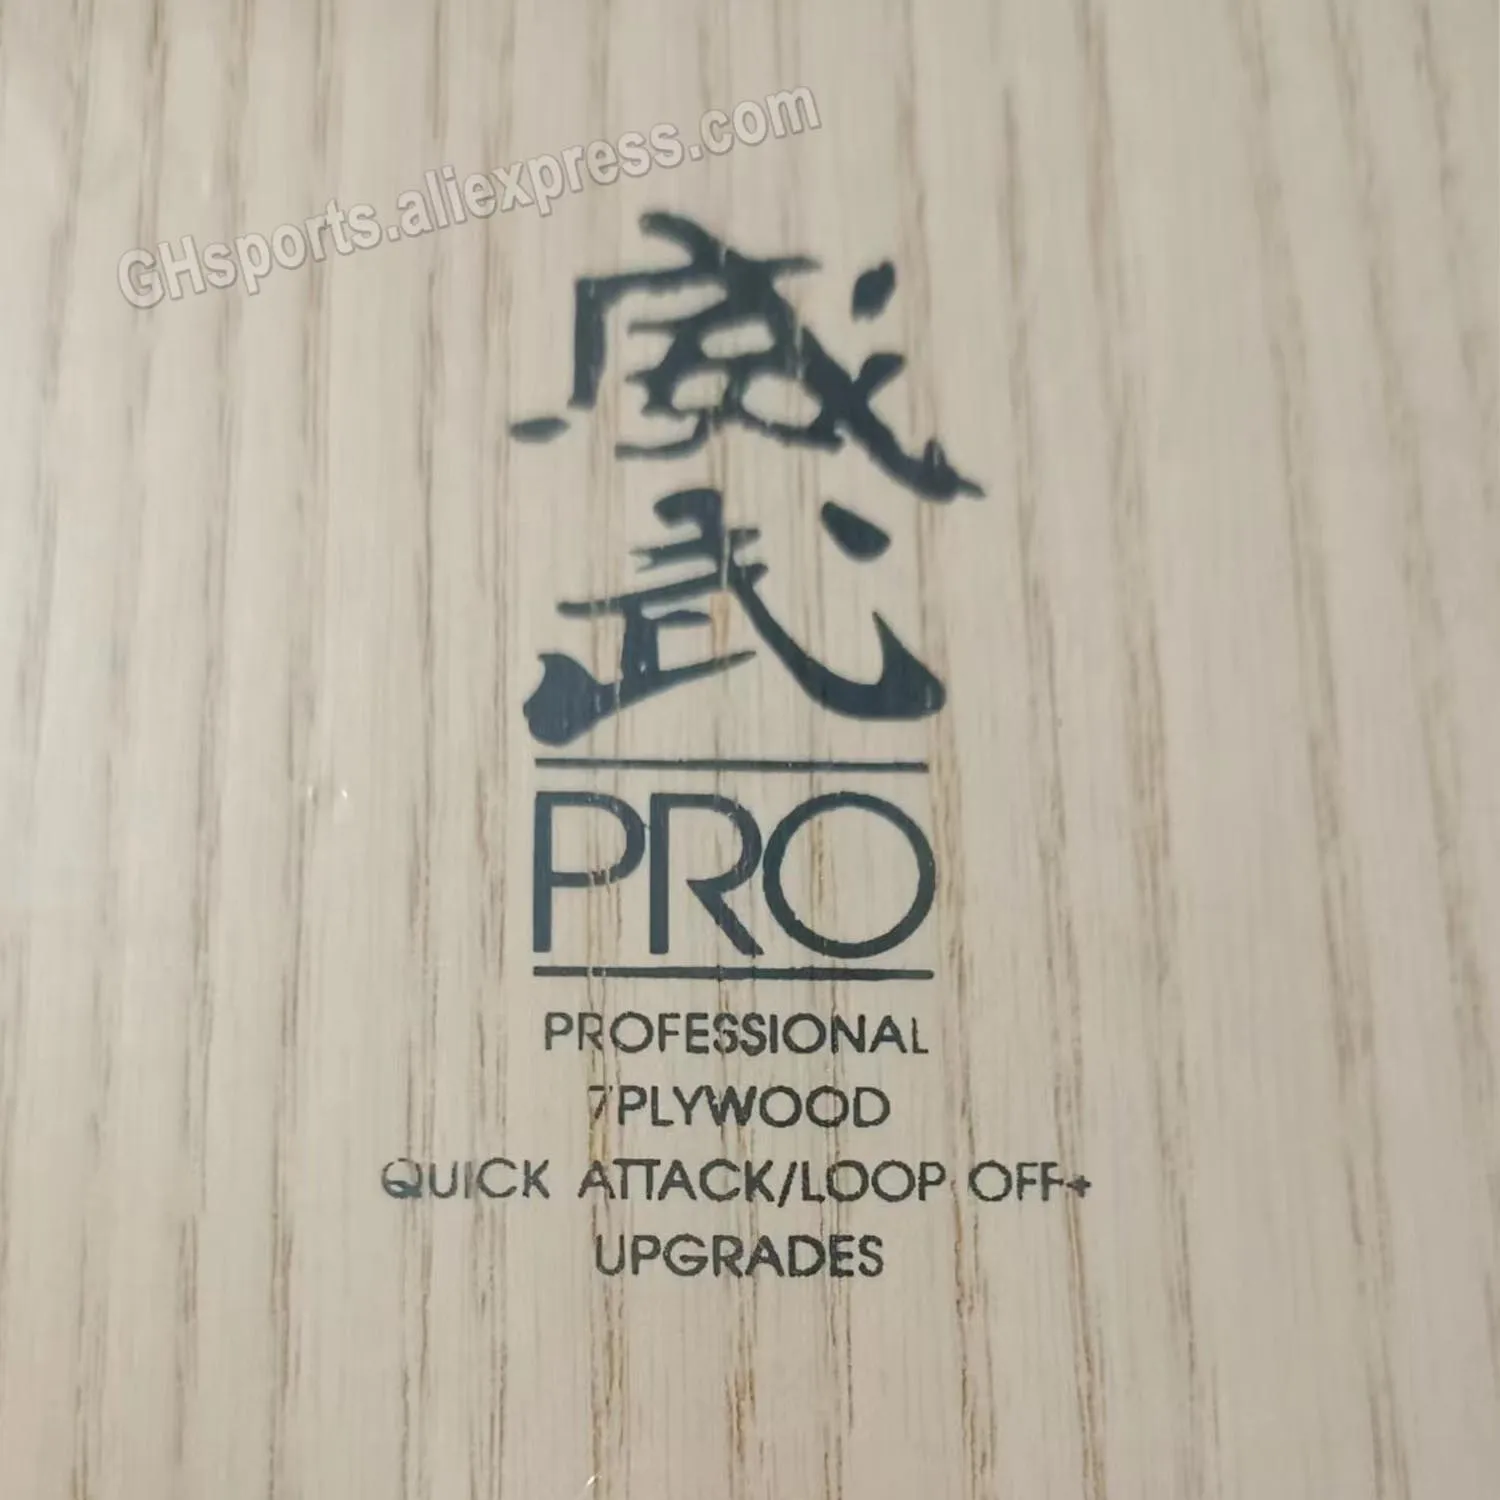 GHsports.aliexpress.com
威
武
PRO
PROFESSIONAL
7PLYWOOD
QUICK ATTACK/LOOP OFF+
UPGRADES